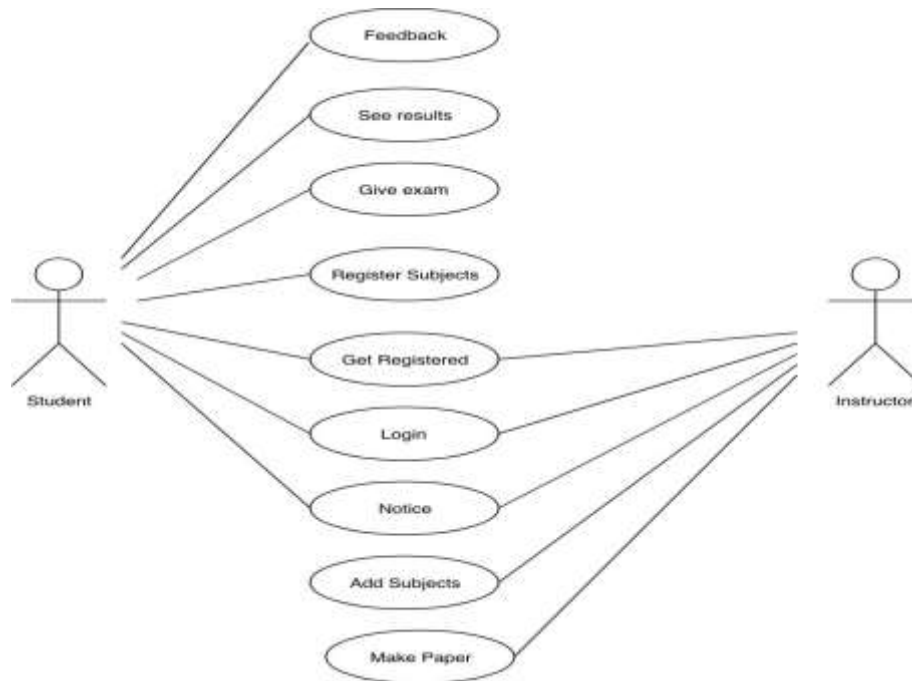 Feedback
See results
Give exam
Register Subjects
Get Registered
Student
Instructor
Login
Notice
Add Subjects
Make Paper